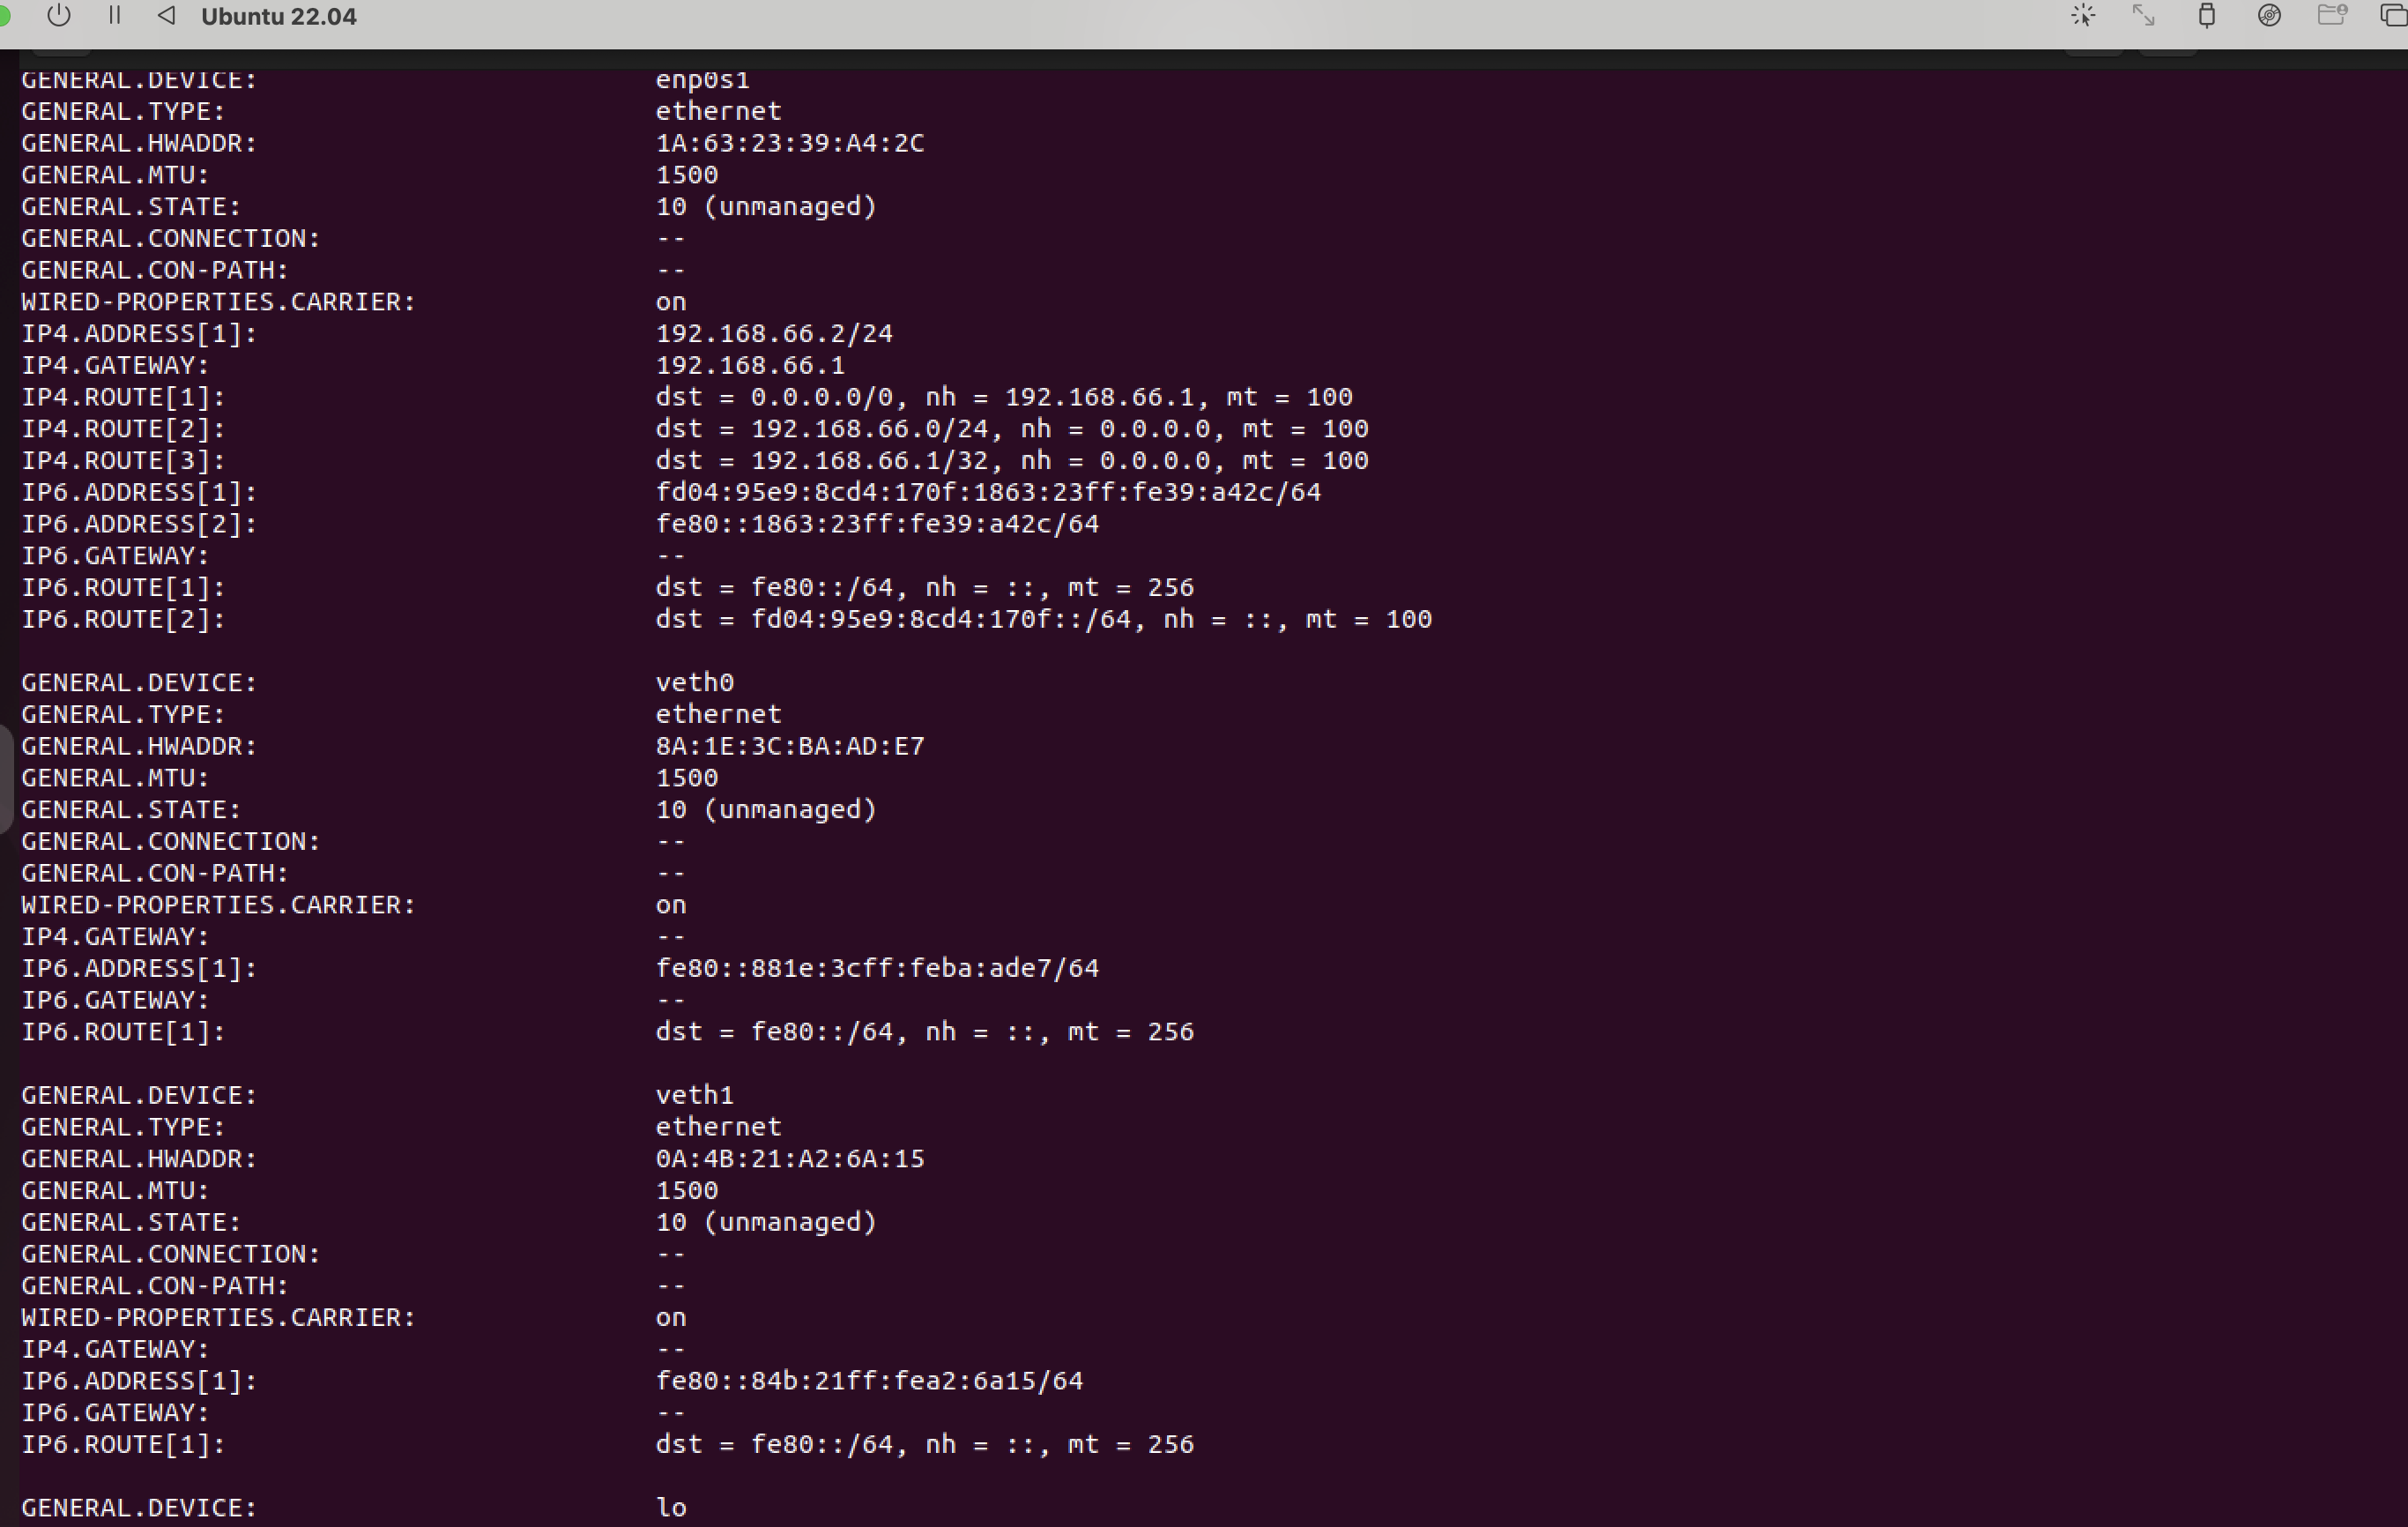 Ubuntu 22.04
GENERAL.DEVICE: enp0s1
GENERAL.TYPE: ethernet
GENERAL.HWADDR: 1A:63:23:39:A4:2C
GENERAL.MTU: 1500
GENERAL.STATE: 10 (unmanaged)
GENERAL.CONNECTION: --
GENERAL.CON-PATH: --
WIRED-PROPERTIES.CARRIER: on
IP4.ADDRESS[1]: 192.168.66.2/24
IP4.GATEWAY: 192.168.66.1
IP4.ROUTE[1]: dst = 0.0.0.0/0, nh = 192.168.66.1, mt = 100
IP4.ROUTE[2]: dst = 192.168.66.0/24, nh = 0.0.0.0, mt = 100
IP4.ROUTE[3]: dst = 192.168.66.1/32, nh = 0.0.0.0, mt = 100
IP6.ADDRESS[1]: fd04:95e9:8cd4:170f:1863:23ff:fe39:a42c/64
IP6.ADDRESS[2]: fe80::1863:23ff:fe39:a42c/64
IP6.GATEWAY: --
IP6.ROUTE[1]: dst = fe80::/64, nh = ::, mt = 256
IP6.ROUTE[2]: dst = fd04:95e9:8cd4:170f::/64, nh = ::, mt = 100
GENERAL.DEVICE: veth0
GENERAL.TYPE: ethernet
GENERAL.HWADDR: 8A:1E:3C:BA:AD:E7
GENERAL.MTU: 1500
GENERAL.STATE: 10 (unmanaged)
GENERAL.CONNECTION: --
GENERAL.CON-PATH: --
WIRED-PROPERTIES.CARRIER: on
IP4.GATEWAY: --
IP6.ADDRESS[1]: fe80::881e:3cff:feba:ade7/64
IP6.GATEWAY: --
IP6.ROUTE[1]: dst = fe80::/64, nh = ::, mt = 256
GENERAL.DEVICE: veth1
GENERAL.TYPE: ethernet
GENERAL.HWADDR: 0A:4B:21:A2:6A:15
GENERAL.MTU: 1500
GENERAL.STATE: 10 (unmanaged)
GENERAL.CONNECTION: --
GENERAL.CON-PATH: --
WIRED-PROPERTIES.CARRIER: on
IP4.GATEWAY: --
IP6.ADDRESS[1]: fe80::84b:21ff:fea2:6a15/64
IP6.GATEWAY: --
IP6.ROUTE[1]: dst = fe80::/64, nh = ::, mt = 256
GENERAL.DEVICE: lo